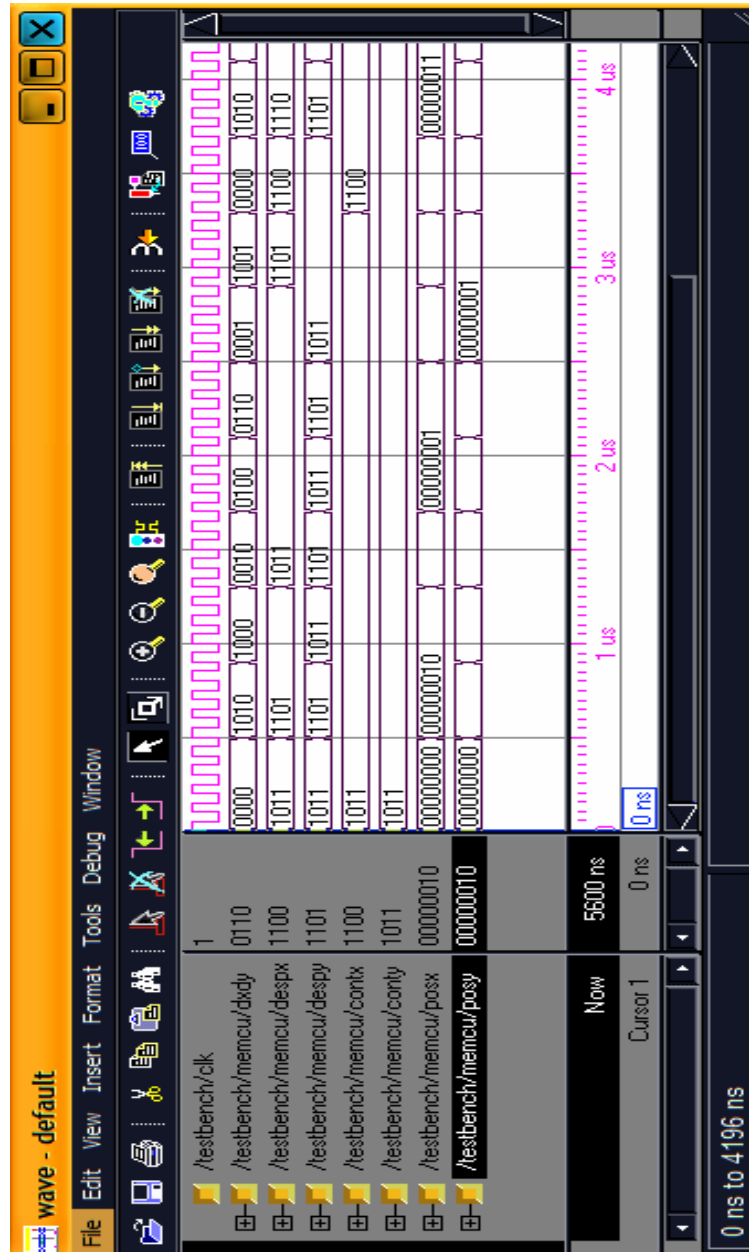 wave - default
File Edit View Insert Format Tools Debug Window
/testbench/clk 1
/testbench/memcu/dxdy 0110 0000 1010 1000 0010 0100 0110 0001 1001 0000 1010
/testbench/memcu/despx 1100 1011 1101 1011 1101 1100 1110
/testbench/memcu/despy 1101 1011 1101 1011 1101 1011 1101 1011 1101
/testbench/memcu/contx 1100 1011 1100
/testbench/memcu/conty 1011 1011
/testbench/memcu/posx 00000010 00000000 00000010 00000001 00000011
/testbench/memcu/posy 00000010 00000000 00000001
Now 5600 ns 0 1 us 2 us 3 us 4 us
Cursor 1 0 ns 0 ns
0 ns to 4196 ns